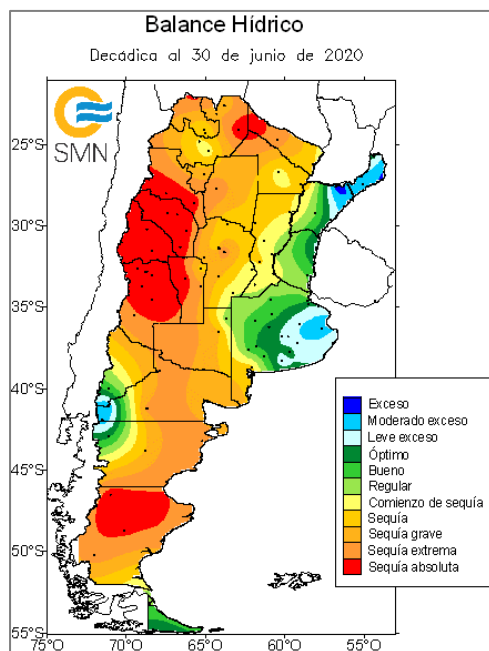 Balance Hídrico
Decádica al 30 de junio de 2020
SMN
25°S
30°S
35°S
40°S
45°S
50°S
55°S
75°O
70°O
65°O
60°O
55°O
Exceso
Moderado exceso
Leve exceso
Óptimo
Bueno
Regular
Comienzo de sequía
Sequía
Sequía grave
Sequía extrema
Sequía absoluta